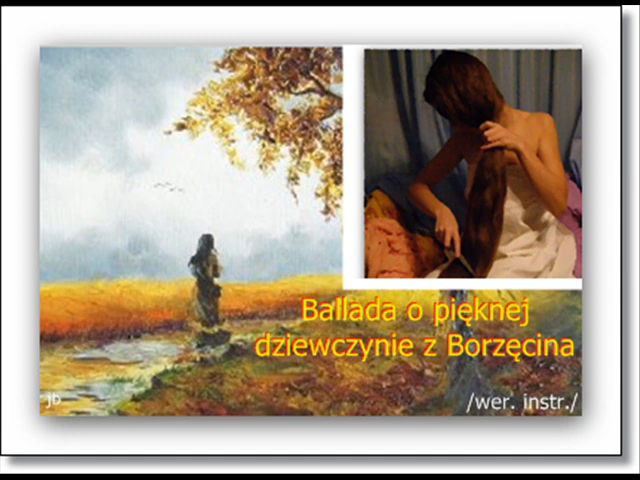 Ballada o pięknej
dziewczynie z Borzęcina
jb
/wer. instr./